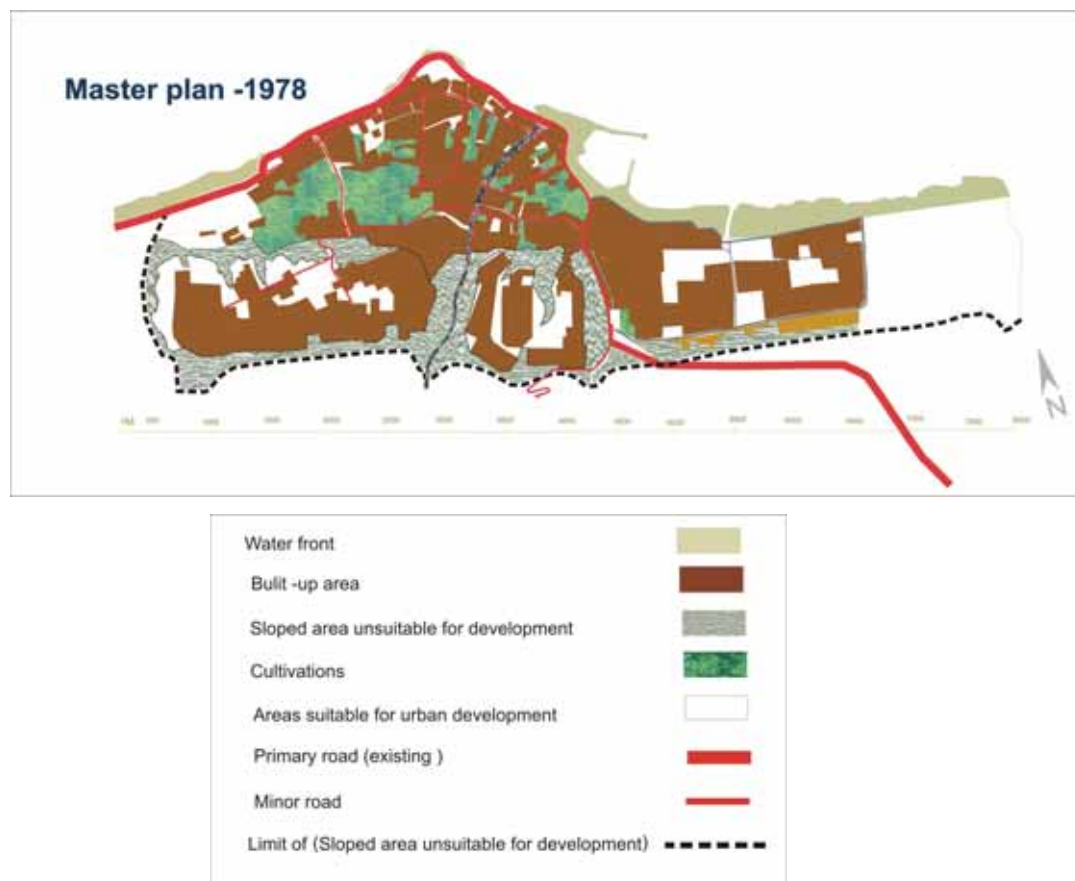 Master plan -1978
N
Water front
Bulit -up area
Sloped area unsuitable for development
Cultivations
Areas suitable for urban development
Primary road (existing )
Minor road
Limit of (Sloped area unsuitable for development)